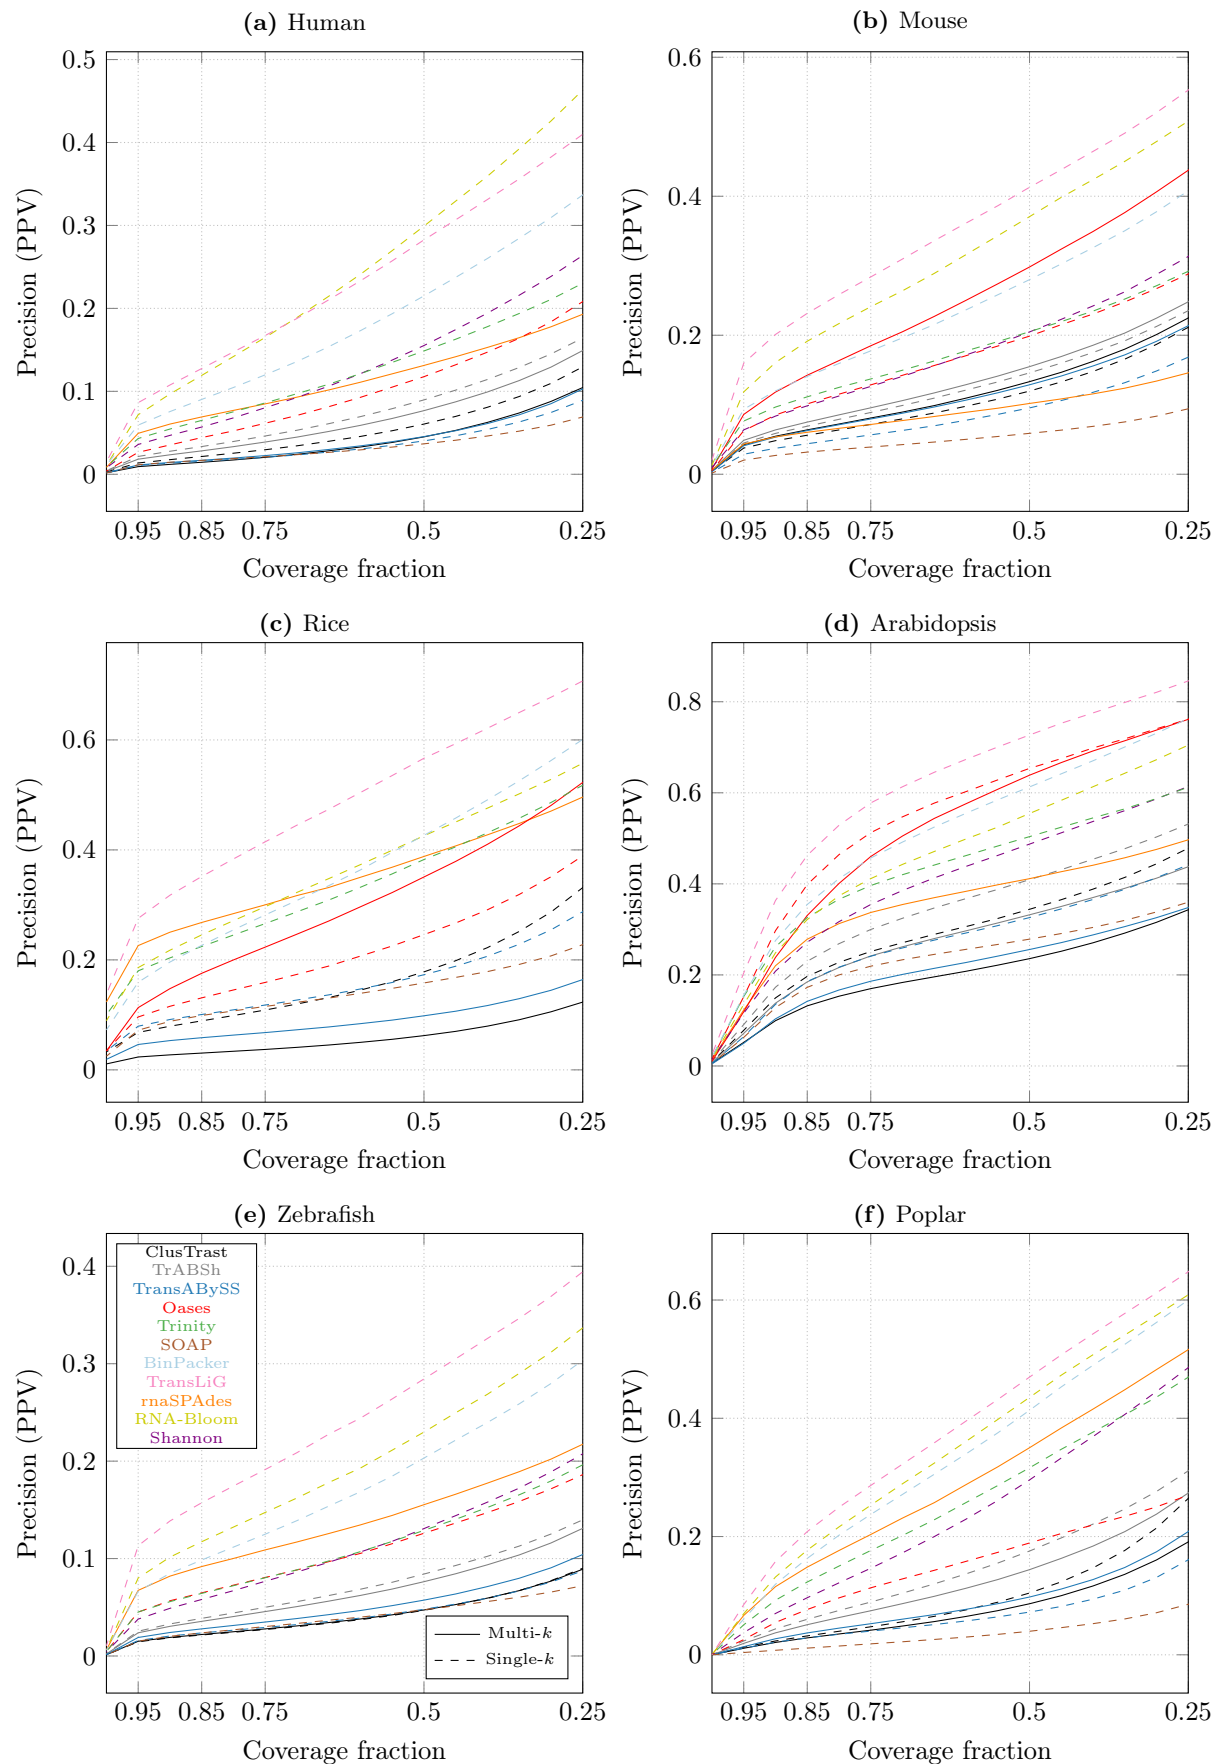 (a) Human
0.5
0.4
0.3
0.2
0.1
0
Precision (PPV)
0.95 0.85 0.75 0.5 0.25
Coverage fraction
(b) Mouse
0.6
0.4
0.2
0
Precision (PPV)
0.95 0.85 0.75 0.5 0.25
Coverage fraction
(c) Rice
0.6
0.4
0.2
0
Precision (PPV)
0.95 0.85 0.75 0.5 0.25
Coverage fraction
(d) Arabidopsis
0.8
0.6
0.4
0.2
0
Precision (PPV)
0.95 0.85 0.75 0.5 0.25
Coverage fraction
(e) Zebrafish
0.4
0.3
0.2
0.1
0
Precision (PPV)
ClusTrast
TrABSh
TransABySS
Oases
Trinity
SOAP
BinPacker
TransLiG
rnaSPAdes
RNA-Bloom
Shannon
Multi-k
Single-k
0.95 0.85 0.75 0.5 0.25
Coverage fraction
(f) Poplar
0.6
0.4
0.2
0
Precision (PPV)
0.95 0.85 0.75 0.5 0.25
Coverage fraction